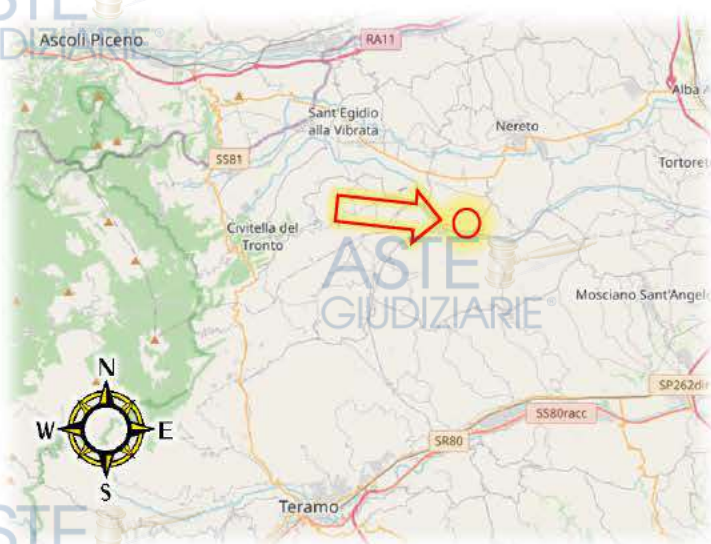 Ascoli Piceno
RA11
Alba A
Sant'Egidio
alla Vibrata
Nereto
SS81
Tortoret
Civitella del
Tronto
ASTE
GIUDIZIARIE®
Mosciano Sant'Angelo
N
W
E
S
SP262dir
SS80racc
SR80
Teramo